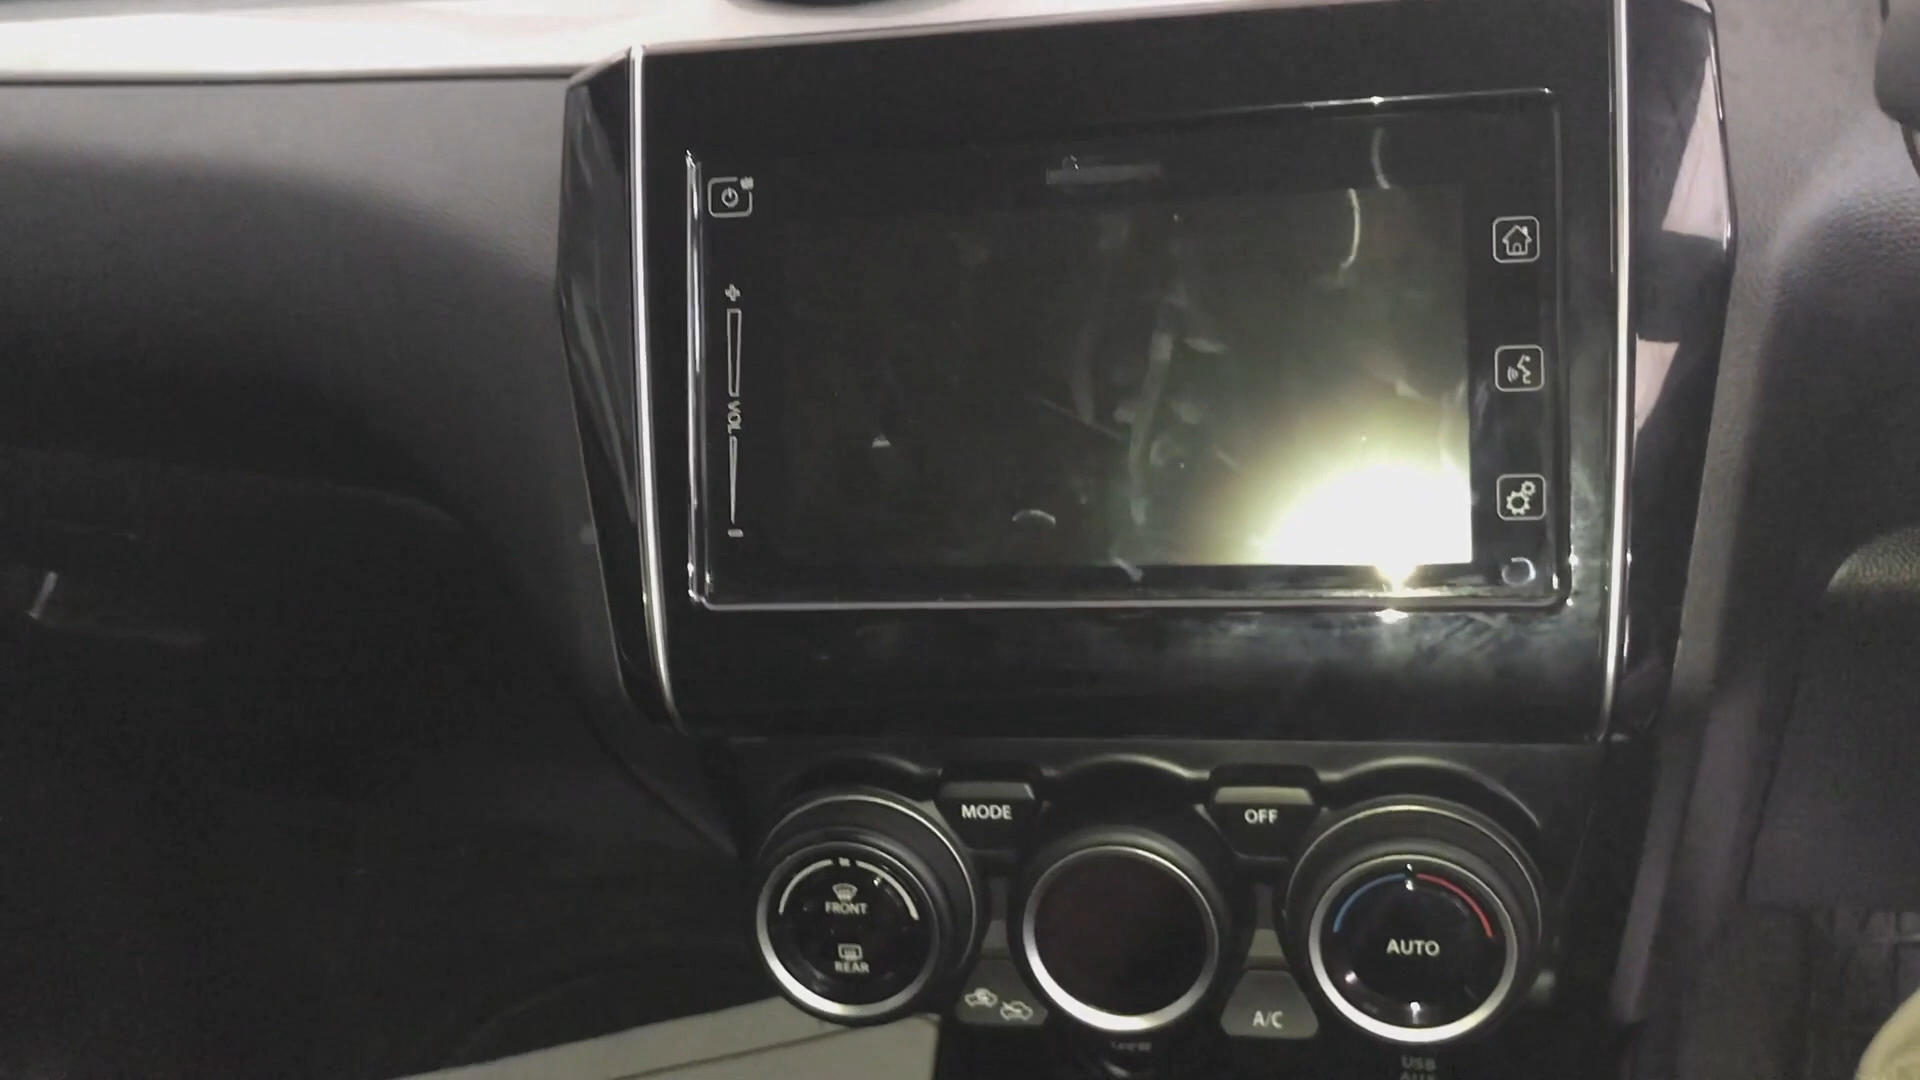 VOL
MODE
OFF
FRONT
REAR
AUTO
A/C
USB